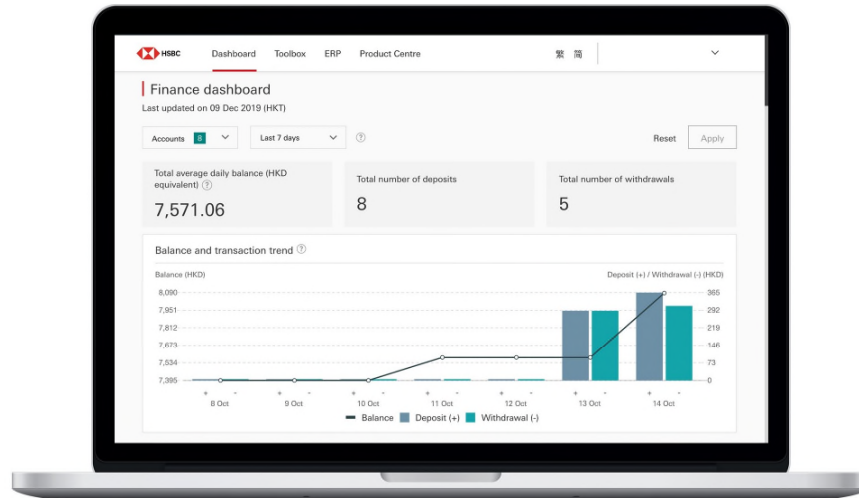 HSBC Dashboard Toolbox ERP Product Centre 繁 简
Finance dashboard
Last updated on 09 Dec 2019 (HKT)
Accounts 8 Last 7 days ? Reset Apply
Total average daily balance (HKD
equivalent) ?
7,571.06
Total number of deposits
8
Total number of withdrawals
5
Balance and transaction trend ?
Balance (HKD) Deposit (+) / Withdrawal (-) (HKD)
8,090 365
7,951 292
7,812 219
7,673 146
7,534 73
7,395 0
+ - + - + - + - + - + - + -
8 Oct 9 Oct 10 Oct 11 Oct 12 Oct 13 Oct 14 Oct
Balance Deposit (+) Withdrawal (-)